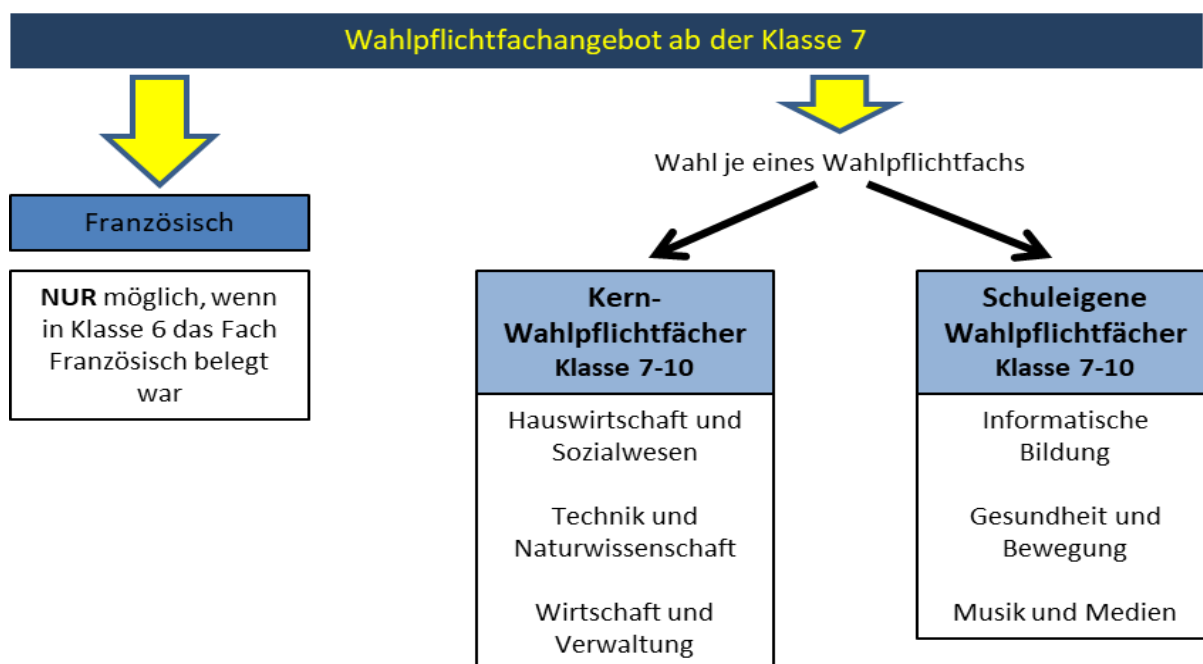 Wahlpflichtfachangebot ab der Klasse 7
Französisch
NUR möglich, wenn
in Klasse 6 das Fach
Französisch belegt
war
Wahl je eines Wahlpflichtfachs
Kern-
Wahlpflichtfächer
Klasse 7-10
Hauswirtschaft und
Sozialwesen
Technik und
Naturwissenschaft
Wirtschaft und
Verwaltung
Schuleigene
Wahlpflichtfächer
Klasse 7-10
Informatische
Bildung
Gesundheit und
Bewegung
Musik und Medien